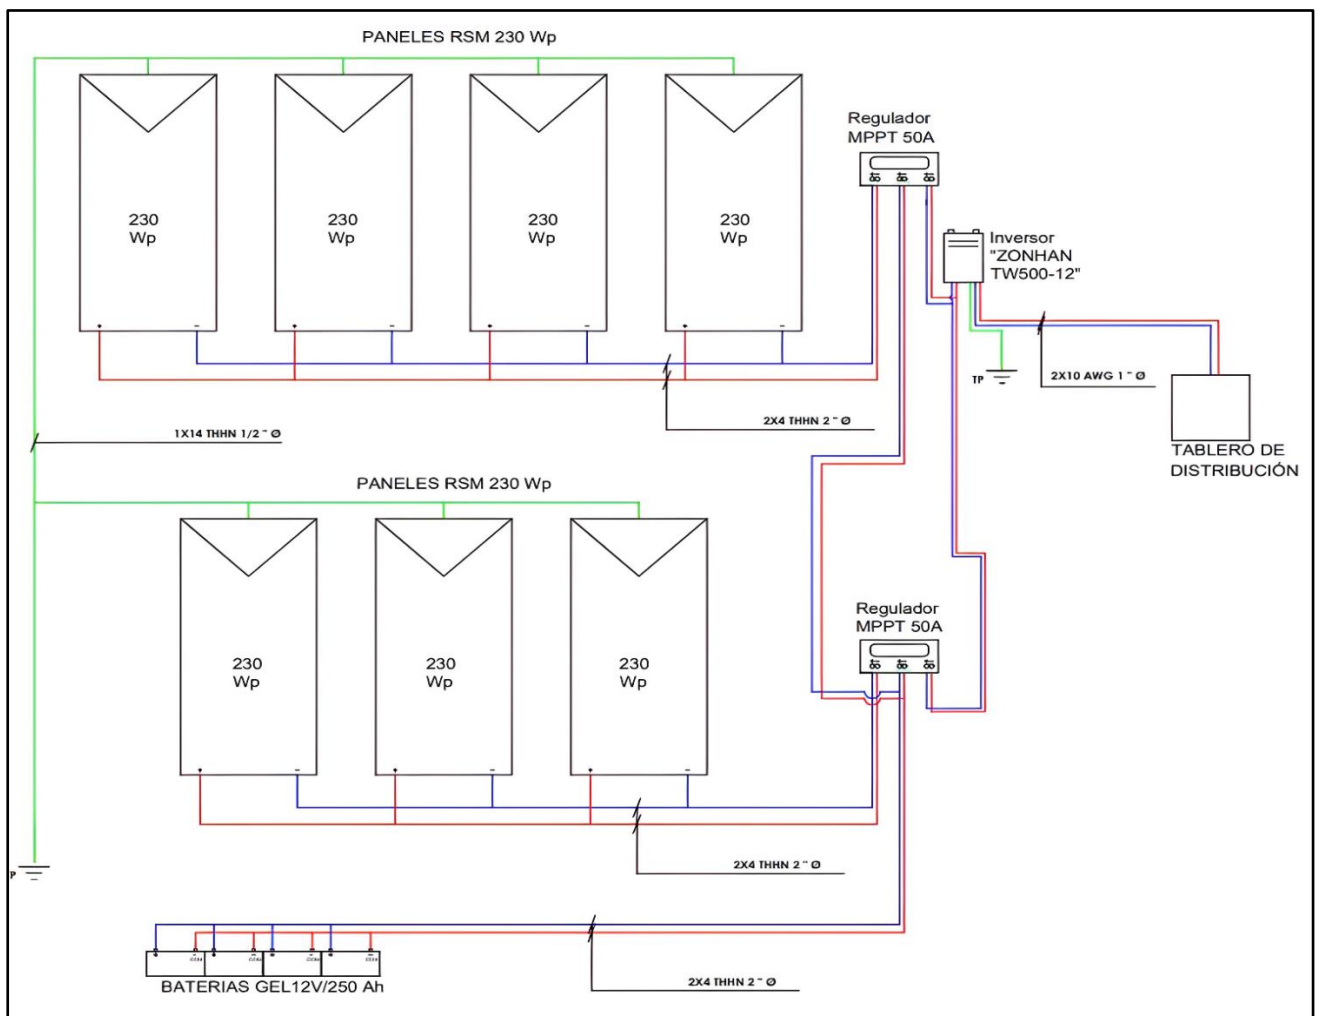 PANELES RSM 230 Wp
230
Wp
230
Wp
230
Wp
230
Wp
+ -
+ -
+ -
+ -
Regulador
MPPT 50A
Inversor
"ZONHAN
TW500-12"
TP
2X10 AWG 1 " Ø
2X4 THHN 2 " Ø
1X14 THHN 1/2 " Ø
TABLERO DE
DISTRIBUCIÓN
PANELES RSM 230 Wp
230
Wp
230
Wp
230
Wp
+ -
+ -
+ -
Regulador
MPPT 50A
2X4 THHN 2 " Ø
P
BATERIAS GEL12V/250 Ah
2X4 THHN 2 " Ø